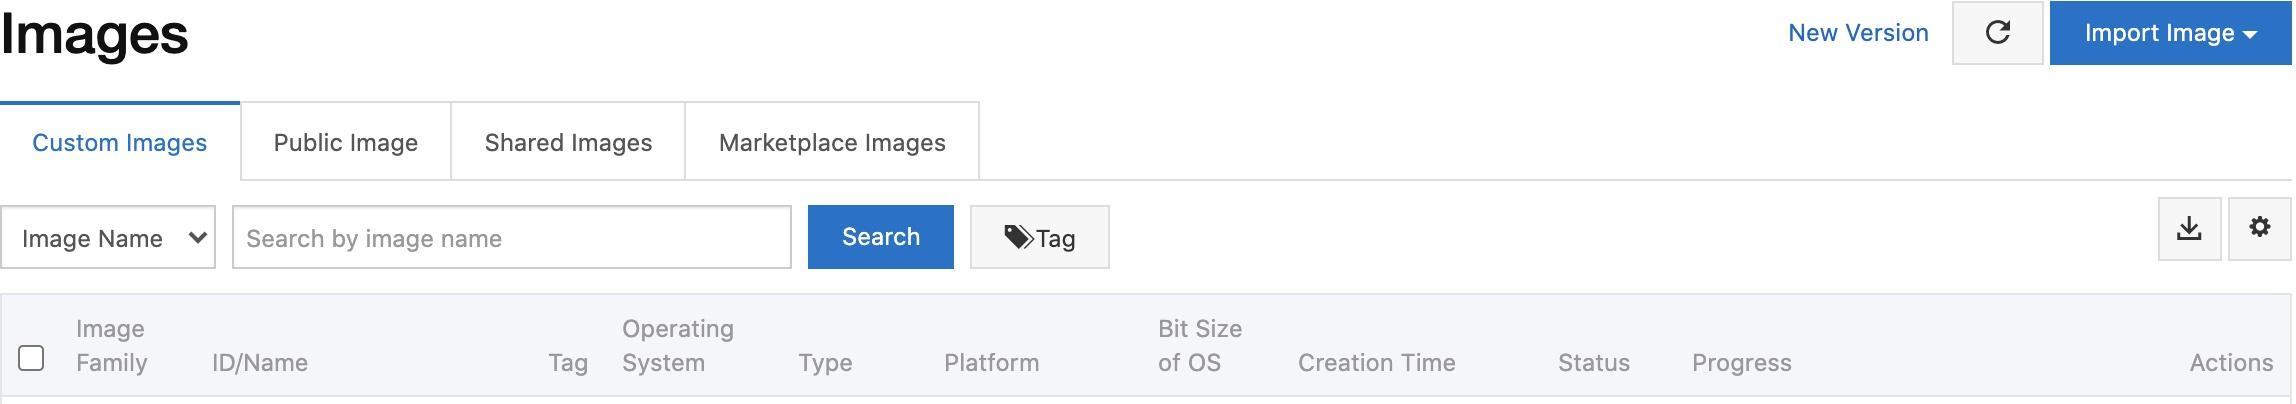 Images
New Version
Import Image
Custom Images
Public Image
Shared Images
Marketplace Images
Image Name
Search by image name
Search
Tag
Image
Family
ID/Name
Tag
Operating
System
Type
Platform
Bit Size
of OS
Creation Time
Status
Progress
Actions